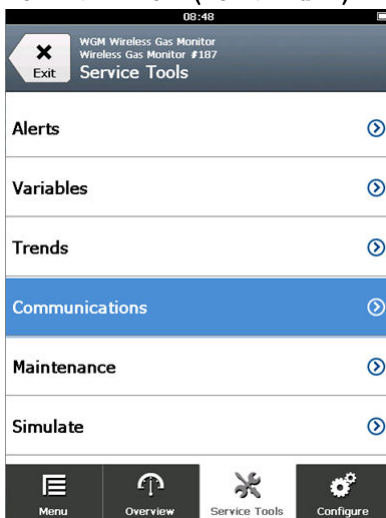 08:48
WGM Wireless Gas Monitor
Wireless Gas Monitor #187
Exit
Service Tools
Alerts
Variables
Trends
Communications
Maintenance
Simulate
Menu
Overview
Service Tools
Configure